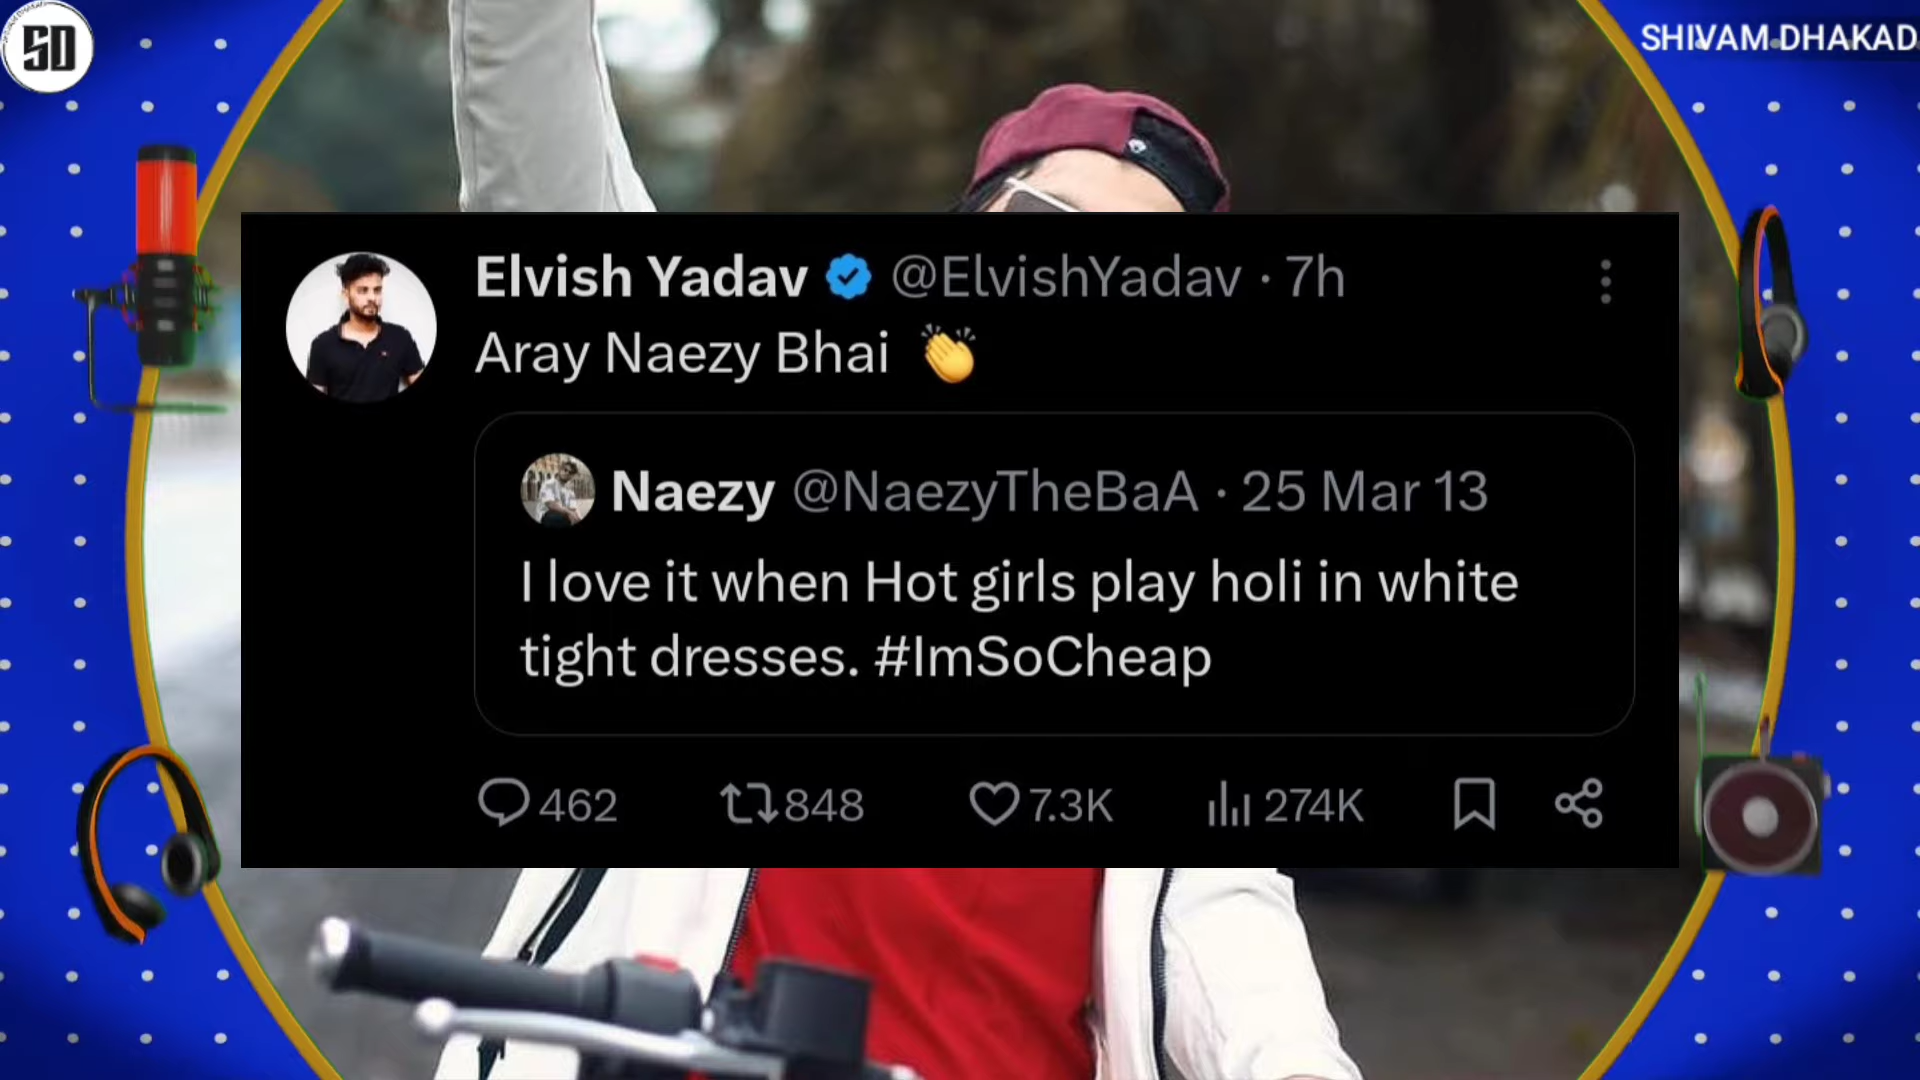 SD
SHIVAM DHAKAD
Elvish Yadav @ElvishYadav · 7h
Aray Naezy Bhai 👏
Naezy @NaezyTheBaA · 25 Mar 13
I love it when Hot girls play holi in white
tight dresses. #ImSoCheap
462 848 7.3K 274K